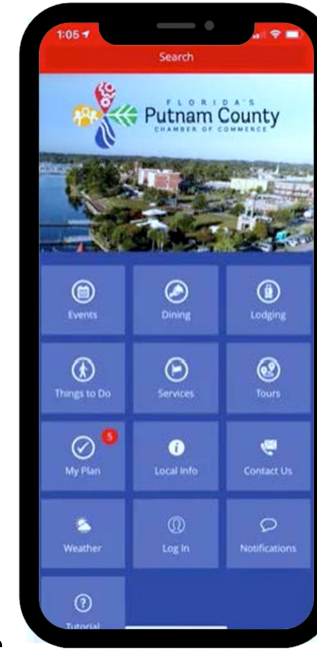 1:05
Search
FLORIDA'S
Putnam County
CHAMBER OF COMMERCE
Events
Dining
Lodging
Things to Do
Services
Tours
5
My Plan
Local Info
Contact Us
Weather
Log In
Notifications
Tutorial